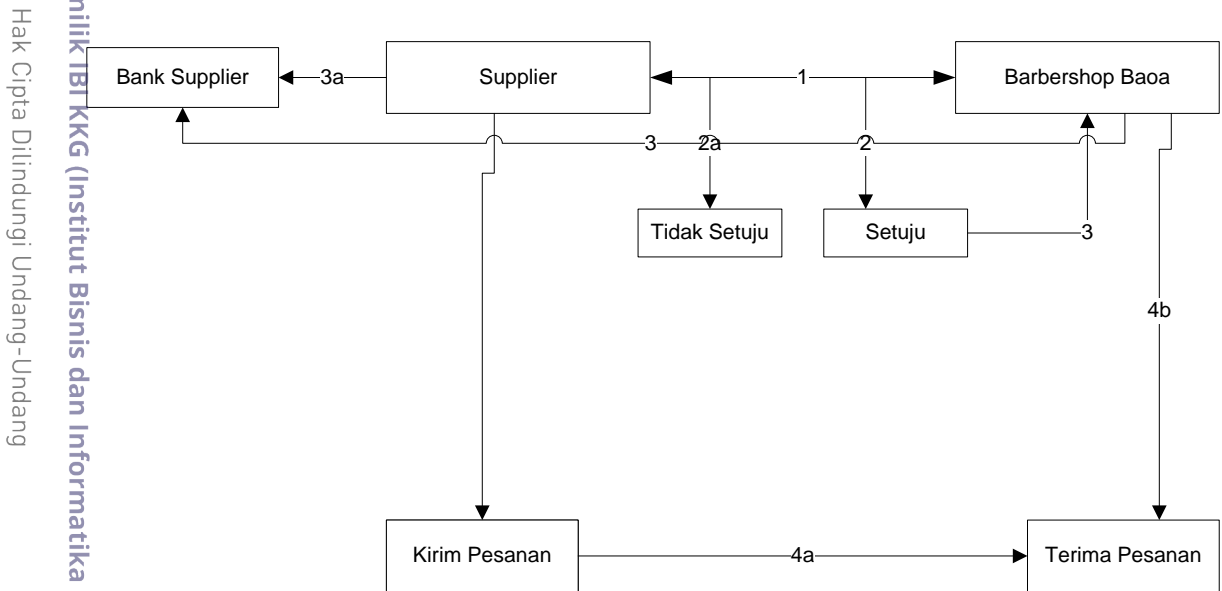 Hak Cipta Dilindungi Undang-Undang
milik IBI KKG (Institut Bisnis dan Informatika
Bank Supplier
3a
Supplier
1
Barbershop Baoa
3
2a
2
Tidak Setuju
Setuju
3
4b
Kirim Pesanan
4a
Terima Pesanan